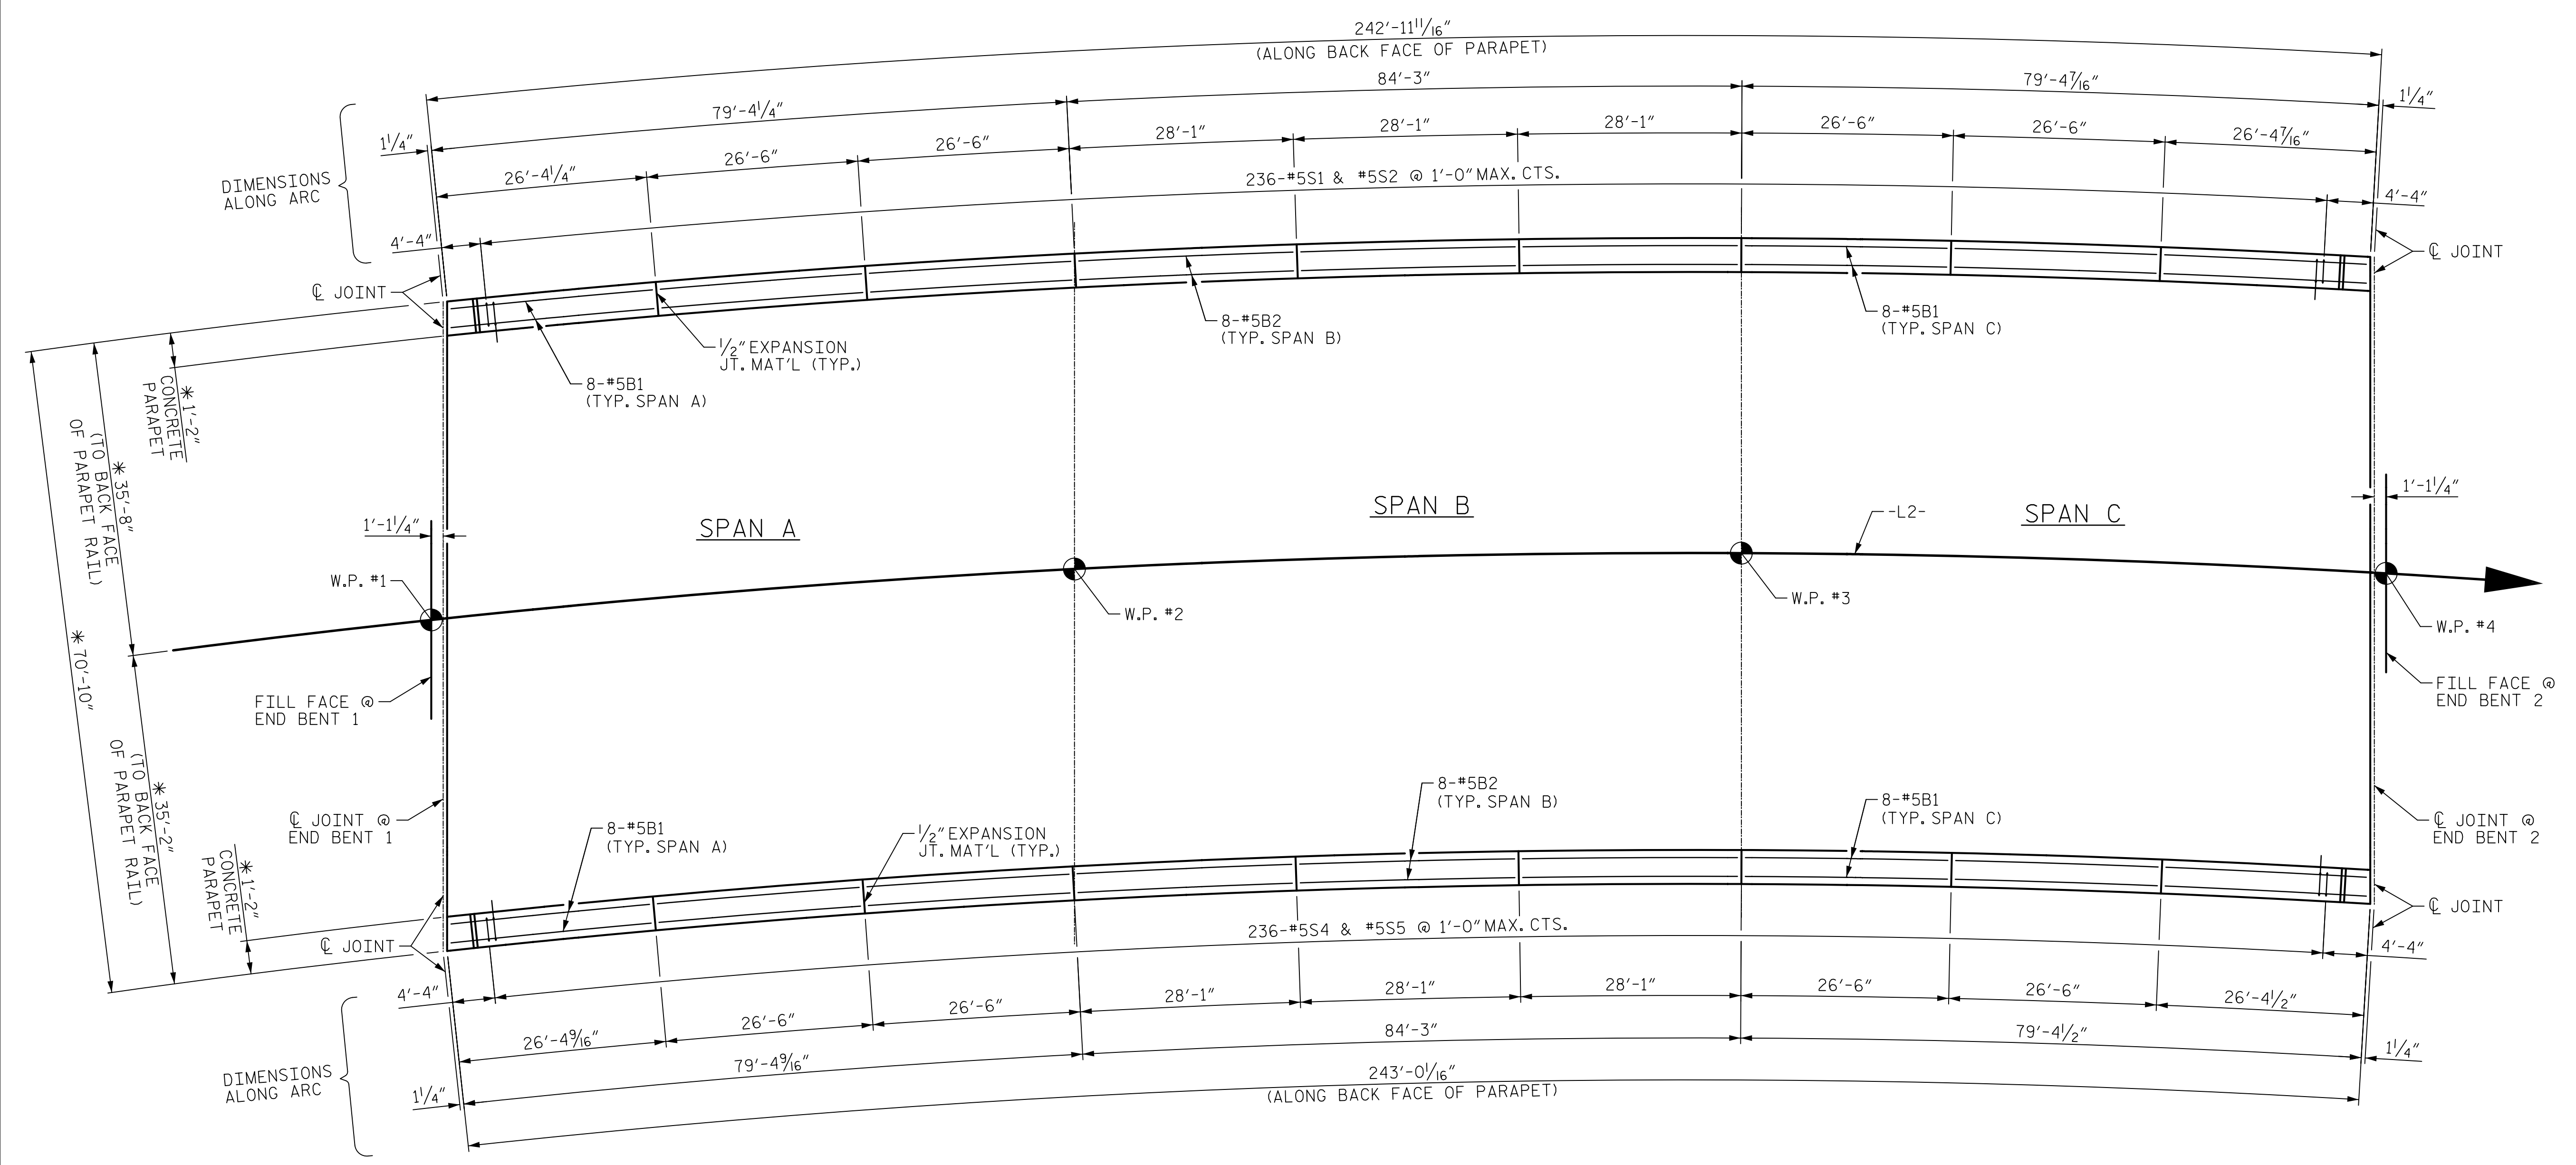 242'-11 11/16"
(ALONG BACK FACE OF PARAPET)
79'-4 1/4"
84'-3"
79'-4 7/16"
1 1/4"
1 1/4"
26'-4 1/4"
26'-6"
26'-6"
28'-1"
28'-1"
28'-1"
26'-6"
26'-6"
26'-4 7/16"
DIMENSIONS
ALONG ARC
236-#5S1 & #5S2 @ 1'-0" MAX. CTS.
4'-4"
4'-4"
℄ JOINT
℄ JOINT
8-#5B1
(TYP. SPAN A)
1/2" EXPANSION
JT. MAT'L (TYP.)
8-#5B2
(TYP. SPAN B)
8-#5B1
(TYP. SPAN C)
*1'-2"
CONCRETE
PARAPET
*35'-8"
(TO BACK FACE
OF PARAPET RAIL)
*70'-10"
*35'-2"
(TO BACK FACE
OF PARAPET RAIL)
*1'-2"
CONCRETE
PARAPET
1'-1 1/4"
SPAN A
SPAN B
SPAN C
-L2-
1'-1 1/4"
W.P. #1
W.P. #2
W.P. #3
W.P. #4
FILL FACE @
END BENT 1
FILL FACE @
END BENT 2
℄ JOINT @
END BENT 1
℄ JOINT @
END BENT 2
8-#5B1
(TYP. SPAN A)
1/2" EXPANSION
JT. MAT'L (TYP.)
8-#5B2
(TYP. SPAN B)
8-#5B1
(TYP. SPAN C)
℄ JOINT
℄ JOINT
236-#5S4 & #5S5 @ 1'-0" MAX. CTS.
4'-4"
4'-4"
26'-4 9/16"
26'-6"
26'-6"
28'-1"
28'-1"
28'-1"
26'-6"
26'-6"
26'-4 1/2"
79'-4 9/16"
84'-3"
79'-4 1/2"
1 1/4"
1 1/4"
DIMENSIONS
ALONG ARC
243'-0 1/16"
(ALONG BACK FACE OF PARAPET)